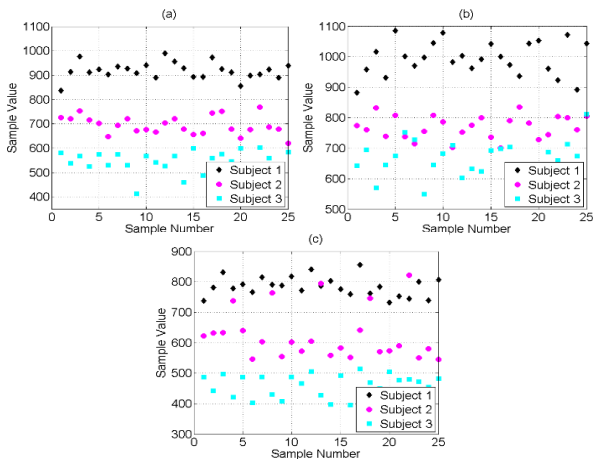 (a)
1100
1000
900
800
700
600
500
400
Sample Value
Subject 1
Subject 2
Subject 3
0 5 10 15 20 25
Sample Number
(b)
1100
1000
900
800
700
600
500
Sample Value
Subject 1
Subject 2
Subject 3
0 5 10 15 20 25
Sample Number
(c)
900
800
700
600
500
400
300
Sample Value
Subject 1
Subject 2
Subject 3
0 5 10 15 20 25
Sample Number